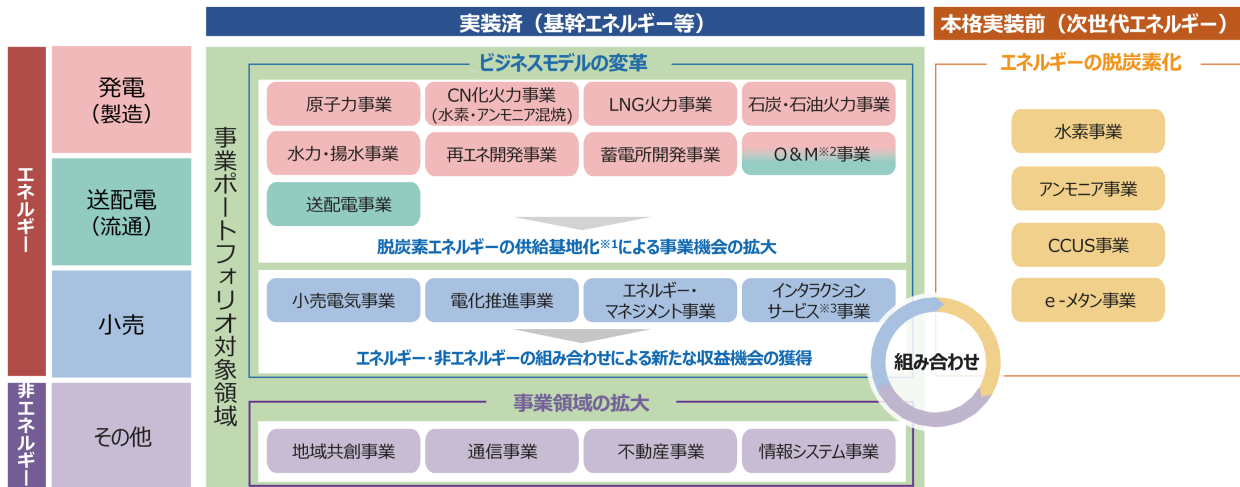 実装済（基幹エネルギー等）
本格実装前（次世代エネルギー）
エネルギー
発電
（製造）
送配電
（流通）
小売
非エネルギー
その他
事業ポートフォリオ対象領域
ビジネスモデルの変革
原子力事業
CN化火力事業
(水素・アンモニア混焼)
LNG火力事業
石炭・石油火力事業
水力・揚水事業
再エネ開発事業
蓄電所開発事業
O&M※2事業
送配電事業
脱炭素エネルギーの供給基地化※1による事業機会の拡大
小売電気事業
電化推進事業
エネルギー・
マネジメント事業
インタラクション
サービス※3事業
エネルギー・非エネルギーの組み合わせによる新たな収益機会の獲得
事業領域の拡大
地域共創事業
通信事業
不動産事業
情報システム事業
エネルギーの脱炭素化
水素事業
アンモニア事業
CCUS事業
e-メタン事業
組み合わせ